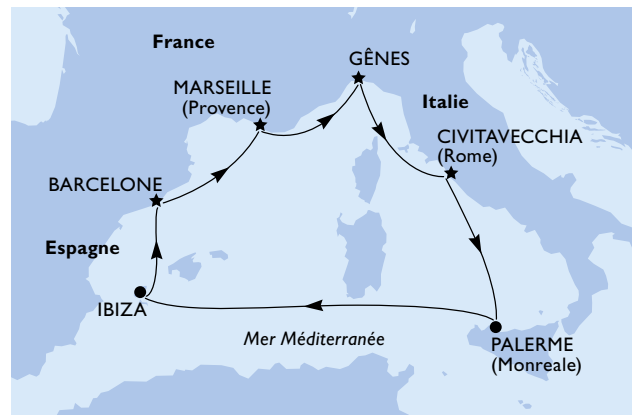 France
GÊNES
MARSEILLE
(Provence)
Italie
CIVITAVECCHIA
(Rome)
BARCELONE
Espagne
IBIZA
Mer Méditerranée
PALERME
(Monreale)